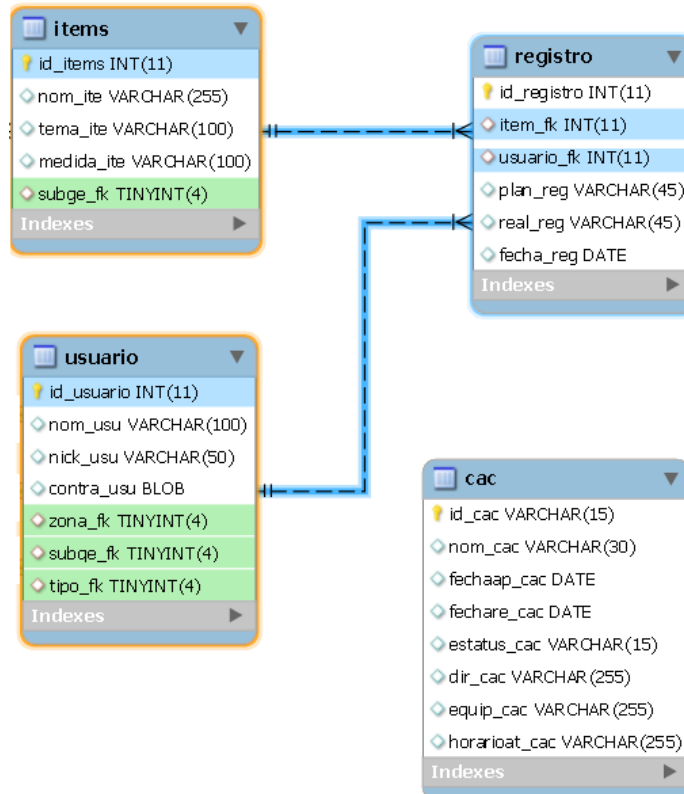 items
id_items INT(11)
nom_ite VARCHAR(255)
tema_ite VARCHAR(100)
medida_ite VARCHAR(100)
subge_fk TINYINT(4)
Indexes
registro
id_registro INT(11)
item_fk INT(11)
usuario_fk INT(11)
plan_reg VARCHAR(45)
real_reg VARCHAR(45)
fecha_reg DATE
Indexes
usuario
id_usuario INT(11)
nom_usu VARCHAR(100)
nick_usu VARCHAR(50)
contra_usu BLOB
zona_fk TINYINT(4)
subge_fk TINYINT(4)
tipo_fk TINYINT(4)
Indexes
cac
id_cac VARCHAR(15)
nom_cac VARCHAR(30)
fechaap_cac DATE
fechare_cac DATE
estatus_cac VARCHAR(15)
dir_cac VARCHAR(255)
equip_cac VARCHAR(255)
horarioat_cac VARCHAR(255)
Indexes